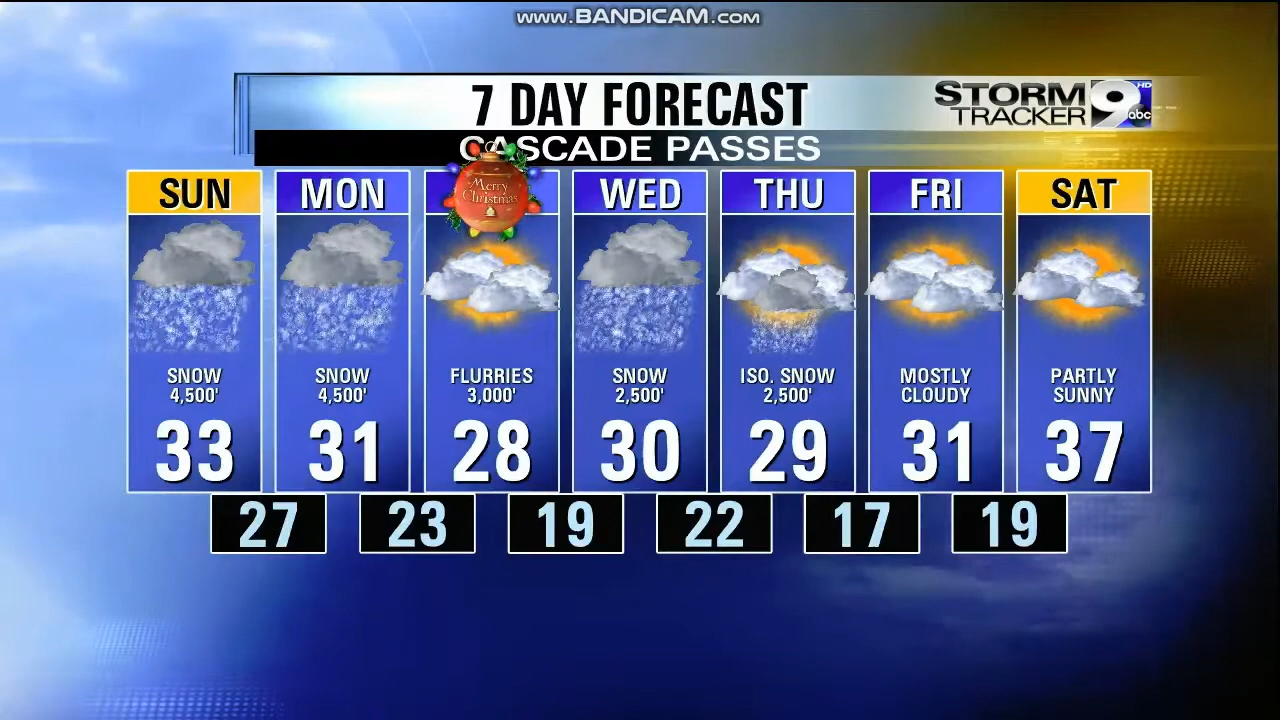 www.BANDICAM.com
7 DAY FORECAST
STORM
TRACKER 9 HD abc
CASCADE PASSES
SUN
MON
Merry
Christmas
WED
THU
FRI
SAT
SNOW
4,500'
SNOW
4,500'
FLURRIES
3,000'
SNOW
2,500'
ISO. SNOW
2,500'
MOSTLY
CLOUDY
PARTLY
SUNNY
33
31
28
30
29
31
37
27
23
19
22
17
19